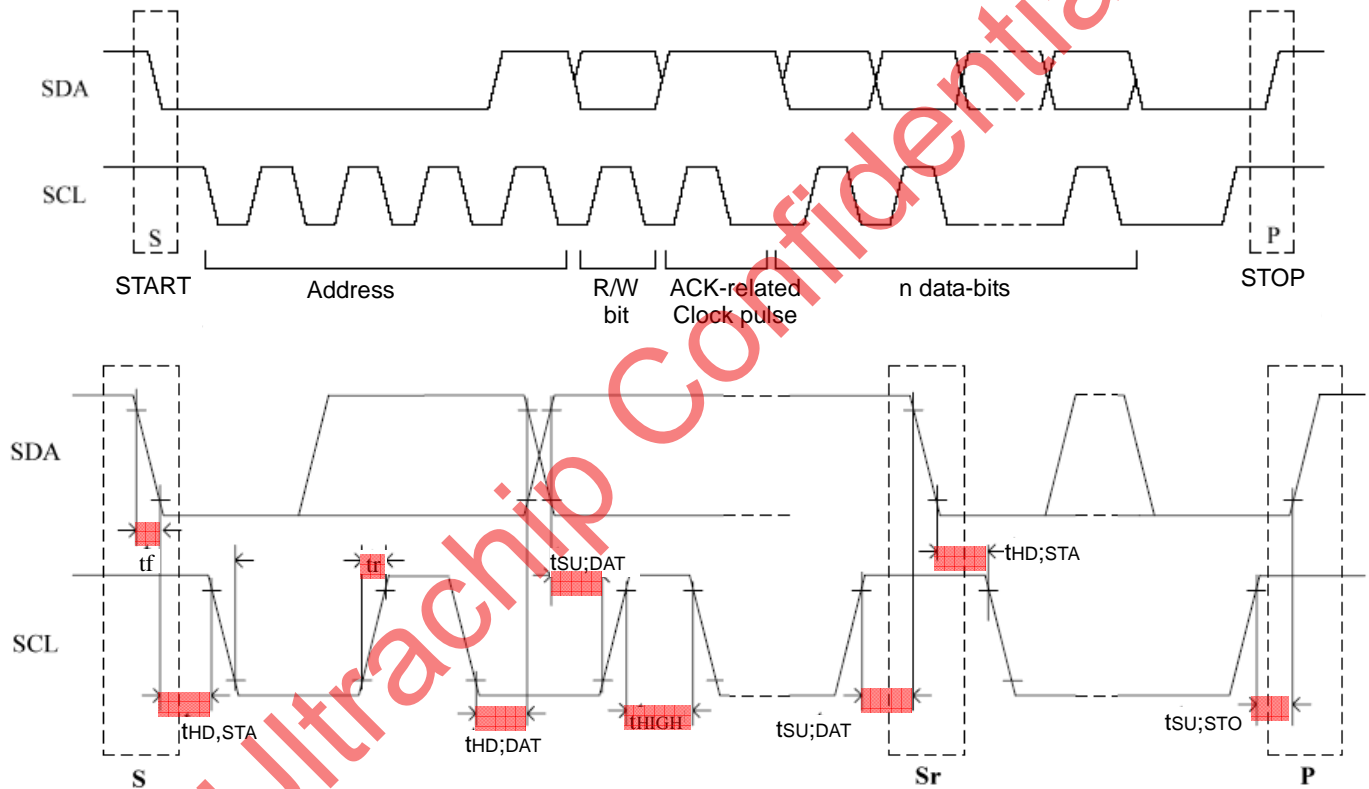 SDA
SCL
S
P
START
Address
R/W
bit
ACK-related
Clock pulse
n data-bits
STOP
Ultrachip Confidential
SDA
tf
tr
tSU;DAT
tHD;STA
SCL
tHD,STA
tHD;DAT
tHIGH
tSU;DAT
tSU;STO
S
Sr
P